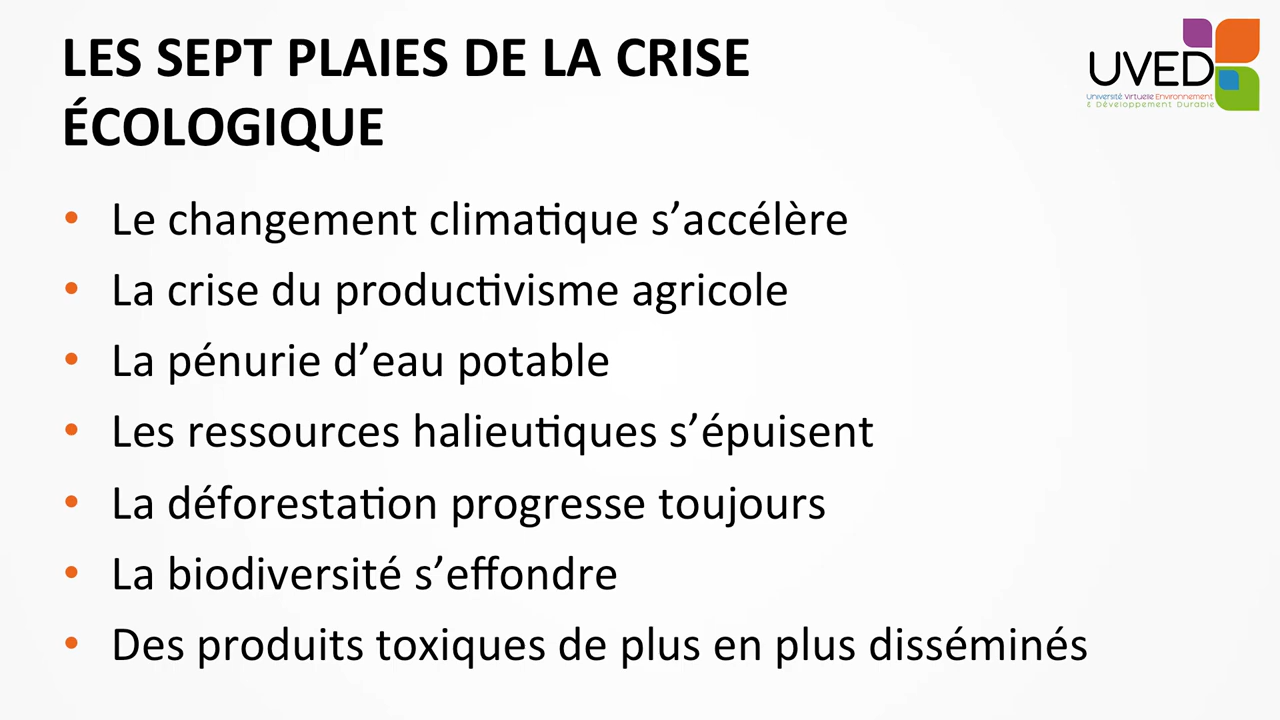 LES SEPT PLAIES DE LA CRISE
ÉCOLOGIQUE
UVED
Université Virtuelle Environnement
& Développement Durable
• Le changement climatique s’accélère
• La crise du productivisme agricole
• La pénurie d’eau potable
• Les ressources halieutiques s’épuisent
• La déforestation progresse toujours
• La biodiversité s’effondre
• Des produits toxiques de plus en plus disséminés